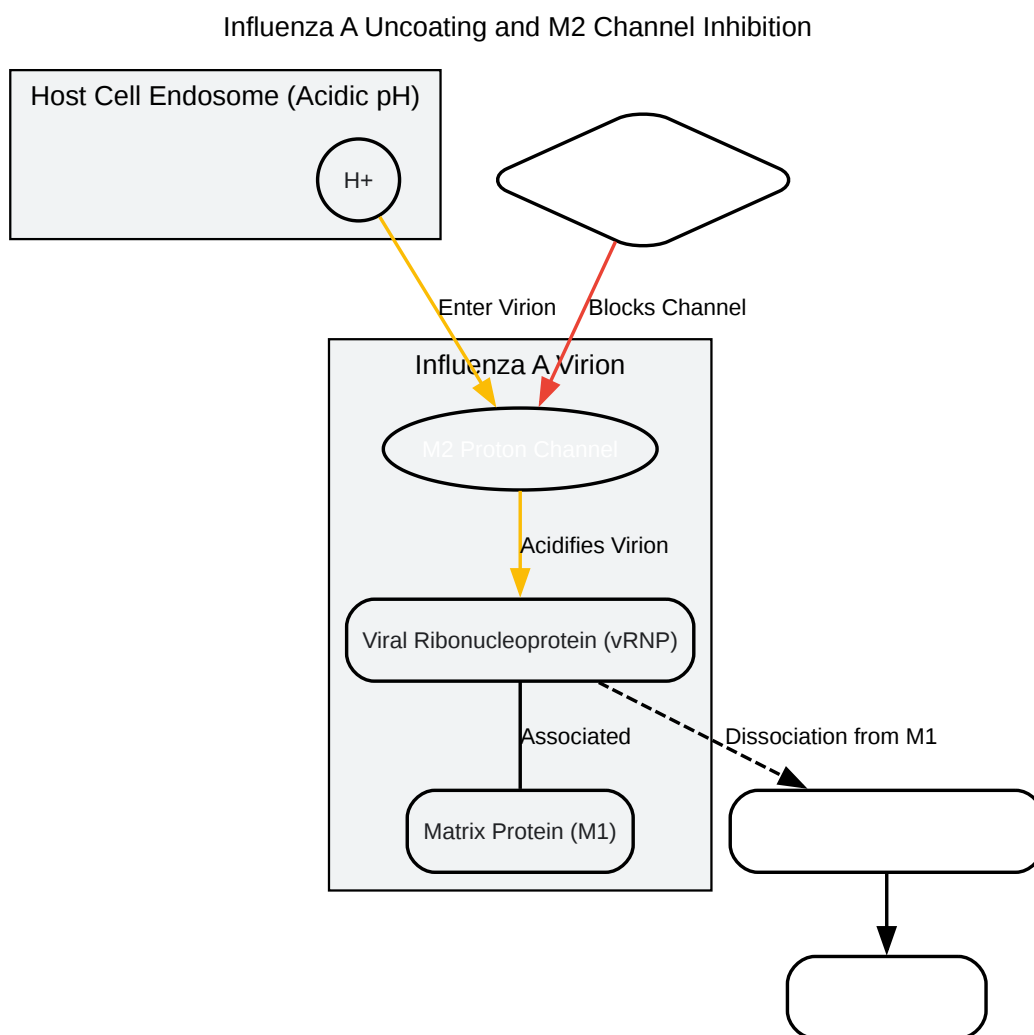 Influenza A Uncoating and M2 Channel Inhibition
Host Cell Endosome (Acidic pH)
H+
Enter Virion
Blocks Channel
Influenza A Virion
M2 Proton Channel
Acidifies Virion
Viral Ribonucleoprotein (vRNP)
Associated
Dissociation from M1
Matrix Protein (M1)